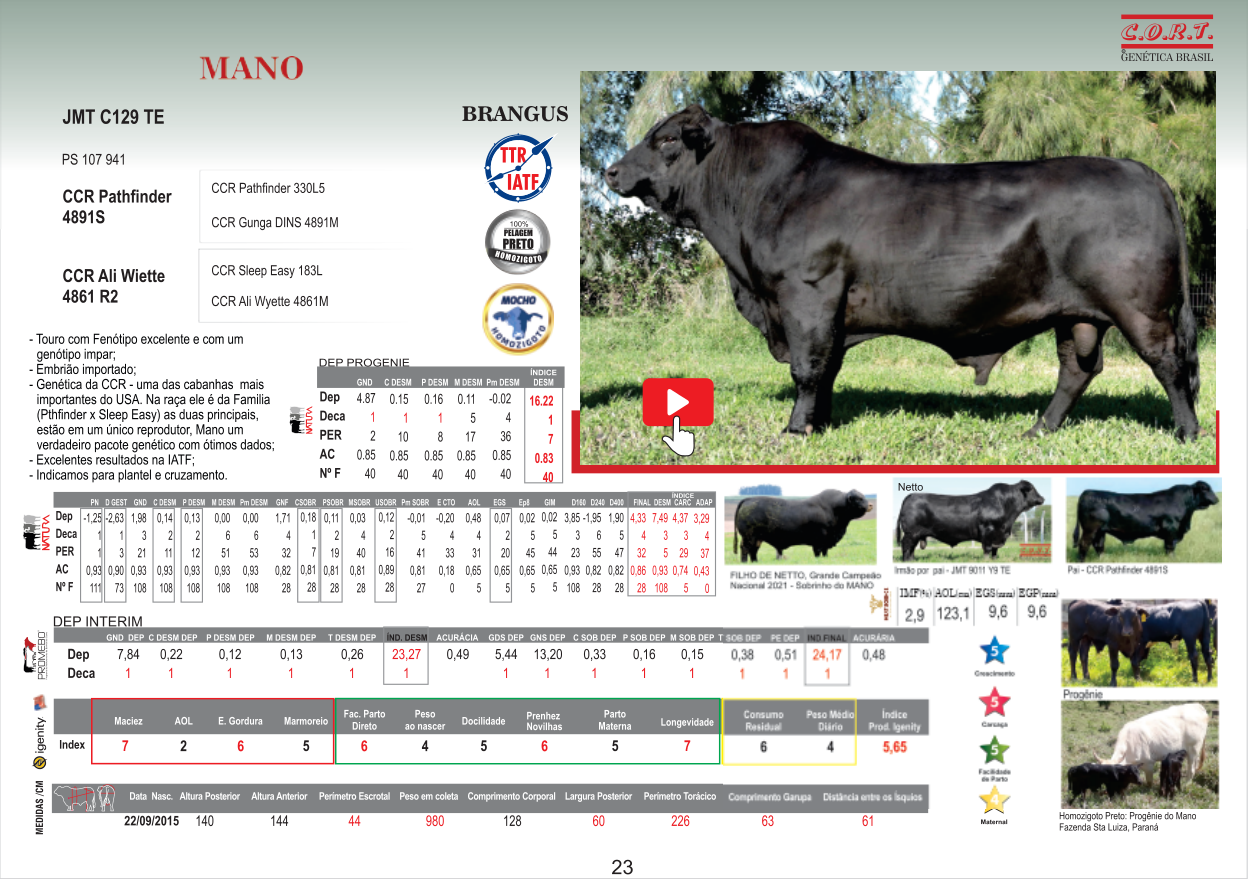 C.O.R.T.
GENÉTICA BRASIL
MANO
JMT C129 TE
BRANGUS
PS 107 941
CCR Pathfinder
4891S
CCR Pathfinder 330L5
CCR Gunga DINS 4891M
CCR Ali Wiette
4861 R2
CCR Sleep Easy 183L
CCR Ali Wyette 4861M
TTR
IATF
100%
PELAGEM
PRETO
HOMOZIGOTO
MOCHO
HOMOZIGOTO
- Touro com Fenótipo excelente e com um
genótipo impar;
- Embrião importado;
- Genética da CCR - uma das cabanhas mais
importantes do USA. Na raça ele é da Familia
(Pthfinder x Sleep Easy) as duas principais,
estão em um único reprodutor, Mano um
verdadeiro pacote genético com ótimos dados;
- Excelentes resultados na IATF;
- Indicamos para plantel e cruzamento.
DEP PROGENIE
NATURA
GND C DESM P DESM M DESM Pm DESM ÍNDICE DESM
Dep 4.87 0.15 0.16 0.11 -0.02 16.22
Deca 1 1 1 5 4 1
PER 2 10 8 17 36 7
AC 0.85 0.85 0.85 0.85 0.85 0.83
Nº F 40 40 40 40 40 40
NATURA
PN D GEST GND C DESM P DESM M DESM Pm DESM GNF CSOBR PSOBR MSOBR USOBR Pm SOBR E CTO AOL EGS Ep8 GIM D160 D240 D400 FINAL DESM ÍNDICE CARC ADAP
Dep -1,25 -2,63 1,98 0,14 0,13 0,00 0,00 1,71 0,18 0,11 0,03 0,12 -0,01 -0,20 0,48 0,07 0,02 0,02 3,85 -1,95 1,90 4,33 7,49 4,37 3,29
Deca 1 1 3 2 2 6 6 4 1 2 4 2 5 4 4 2 5 5 3 6 5 4 3 3 4
PER 1 3 21 11 12 51 53 32 7 19 40 16 41 33 31 20 45 44 23 55 47 32 5 29 37
AC 0,93 0,90 0,93 0,93 0,93 0,93 0,93 0,82 0,81 0,81 0,81 0,89 0,81 0,18 0,65 0,65 0,65 0,65 0,93 0,82 0,82 0,86 0,93 0,74 0,43
Nº F 111 73 108 108 108 108 108 28 28 28 28 28 27 0 5 5 5 5 108 28 28 28 108 5 0
FILHO DE NETTO, Grande Campeão
Nacional 2021 - Sobrinho do MANO
Netto
Irmão por pai - JMT 9011 Y9 TE
Pai - CCR Pathfinder 4891S
IMF(%) AOL(cm) EGS(mm) EGP(mm)
2,9 123,1 9,6 9,6
DEP INTERIM
PROMEBO
GND DEP C DESM DEP P DESM DEP M DESM DEP T DESM DEP ÍND. DESM ACURÁCIA GDS DEP GNS DEP C SOB DEP P SOB DEP M SOB DEP T SOB DEP PE DEP IND FINAL ACURÁRIA
Dep 7,84 0,22 0,12 0,13 0,26 23,27 0,49 5,44 13,20 0,33 0,16 0,15 0,38 0,51 24,17 0,48
Deca 1 1 1 1 1 1 1 1 1 1 1 1 1 1
igenity
Maciez AOL E. Gordura Marmoreio Fac. Parto Direto Peso ao nascer Docilidade Prenhez Novilhas Parto Materna Longevidade Consumo Residual Peso Médio Diário Índice Prod. Igenity
Index 7 2 6 5 6 4 5 6 5 7 6 4 5,65
5
Crescimento
5
Carcaça
5
Facilidade
de Parto
4
Maternal
Progênie
MEDIDAS /CM
Data Nasc. Altura Posterior Altura Anterior Perímetro Escrotal Peso em coleta Comprimento Corporal Largura Posterior Perímetro Torácico Comprimento Garupa Distância entre os Ísquios
22/09/2015 140 144 44 980 128 60 226 63 61
Homozigoto Preto: Progênie do Mano
Fazenda Sta Luiza, Paraná
23